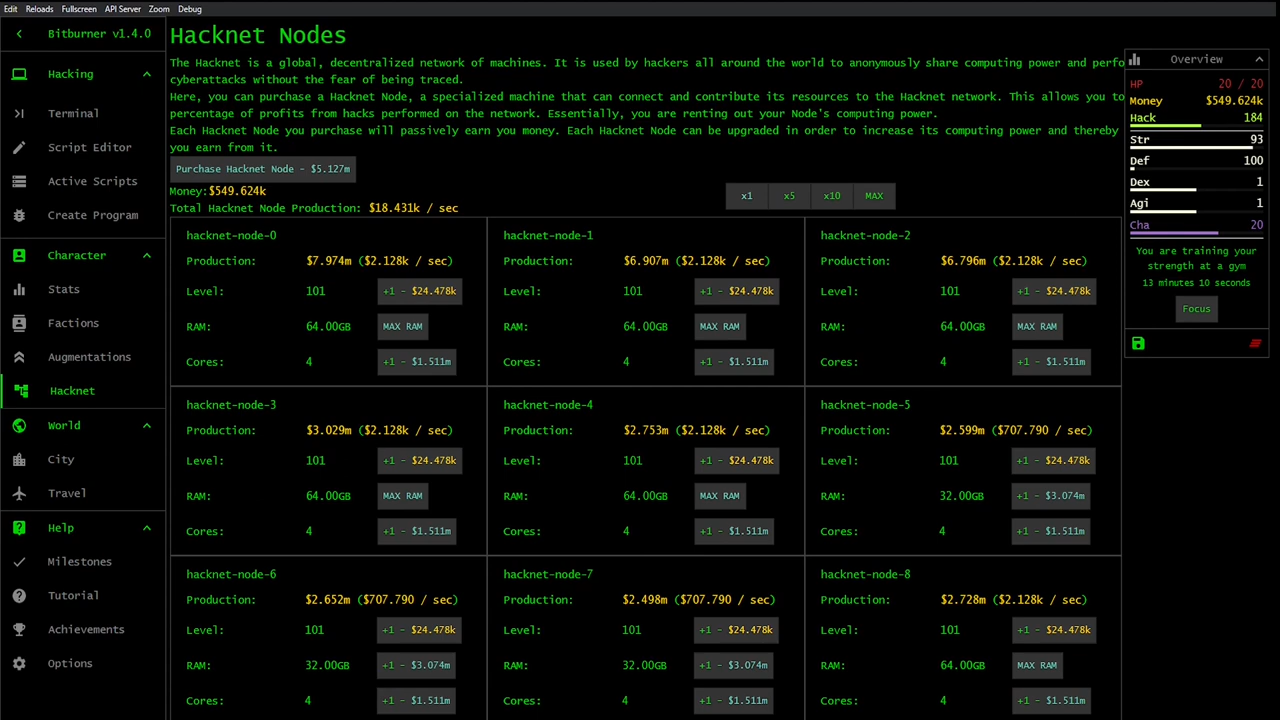 Edit Reloads Fullscreen API Server Zoom Debug
Bitburner v1.4.0
Hacking
Terminal
Script Editor
Active Scripts
Create Program
Character
Stats
Factions
Augmentations
Hacknet
World
City
Travel
Help
Milestones
Tutorial
Achievements
Options
Hacknet Nodes
The Hacknet is a global, decentralized network of machines. It is used by hackers all around the world to anonymously share computing power and perfo
cyberattacks without the fear of being traced.
Here, you can purchase a Hacknet Node, a specialized machine that can connect and contribute its resources to the Hacknet network. This allows you to
percentage of profits from hacks performed on the network. Essentially, you are renting out your Node's computing power.
Each Hacknet Node you purchase will passively earn you money. Each Hacknet Node can be upgraded in order to increase its computing power and thereby
you earn from it.
Purchase Hacknet Node - $5.127m
Money:$549.624k
Total Hacknet Node Production: $18.431k / sec
x1 x5 x10 MAX
hacknet-node-0
Production: $7.974m ($2.128k / sec)
Level: 101 +1 - $24.478k
RAM: 64.00GB MAX RAM
Cores: 4 +1 - $1.511m
hacknet-node-1
Production: $6.907m ($2.128k / sec)
Level: 101 +1 - $24.478k
RAM: 64.00GB MAX RAM
Cores: 4 +1 - $1.511m
hacknet-node-2
Production: $6.796m ($2.128k / sec)
Level: 101 +1 - $24.478k
RAM: 64.00GB MAX RAM
Cores: 4 +1 - $1.511m
hacknet-node-3
Production: $3.029m ($2.128k / sec)
Level: 101 +1 - $24.478k
RAM: 64.00GB MAX RAM
Cores: 4 +1 - $1.511m
hacknet-node-4
Production: $2.753m ($2.128k / sec)
Level: 101 +1 - $24.478k
RAM: 64.00GB MAX RAM
Cores: 4 +1 - $1.511m
hacknet-node-5
Production: $2.599m ($707.790 / sec)
Level: 101 +1 - $24.478k
RAM: 32.00GB +1 - $3.074m
Cores: 4 +1 - $1.511m
hacknet-node-6
Production: $2.652m ($707.790 / sec)
Level: 101 +1 - $24.478k
RAM: 32.00GB +1 - $3.074m
Cores: 4 +1 - $1.511m
hacknet-node-7
Production: $2.498m ($707.790 / sec)
Level: 101 +1 - $24.478k
RAM: 32.00GB +1 - $3.074m
Cores: 4 +1 - $1.511m
hacknet-node-8
Production: $2.728m ($2.128k / sec)
Level: 101 +1 - $24.478k
RAM: 64.00GB MAX RAM
Cores: 4 +1 - $1.511m
Overview
HP 20 / 20
Money $549.624k
Hack 184
Str 93
Def 100
Dex 1
Agi 1
Cha 20
You are training your
strength at a gym
13 minutes 10 seconds
Focus